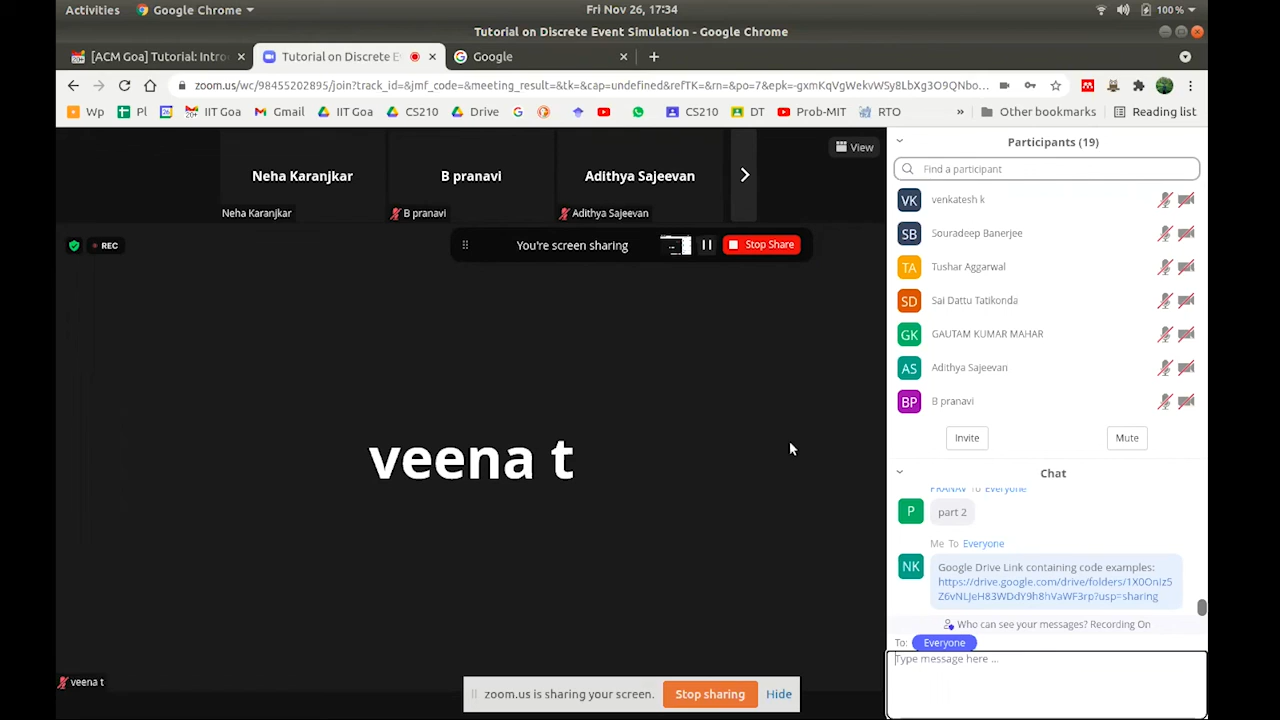 Activities
Google Chrome
Fri Nov 26, 17:34
100 %
Tutorial on Discrete Event Simulation - Google Chrome
[ACM Goa] Tutorial: Intro
Tutorial on Discrete E
Google
zoom.us/wc/98455202895/join?track_id=&jmf_code=&meeting_result=&tk=&cap=undefined&refTK=&rn=&po=7&epk=-gxmKqVgWekvWSy8LbXg3O9QNbo...
Wp
Pl
IIT Goa
Gmail
IIT Goa
CS210
Drive
CS210
DT
Prob-MIT
RTO
»
Other bookmarks
Reading list
Neha Karanjkar
B pranavi
Adithya Sajeevan
View
Neha Karanjkar
B pranavi
Adithya Sajeevan
REC
You're screen sharing
Stop Share
veena t
veena t
zoom.us is sharing your screen.
Stop sharing
Hide
Participants (19)
Find a participant
VK venkatesh k
SB Souradeep Banerjee
TA Tushar Aggarwal
SD Sai Dattu Tatikonda
GK GAUTAM KUMAR MAHAR
AS Adithya Sajeevan
BP B pranavi
Invite
Mute
Chat
PRANAV To Everyone
P part 2
Me To Everyone
NK Google Drive Link containing code examples:
https://drive.google.com/drive/folders/1X0OnIz5
Z6vNLJeH83WDdY9h8hVaWF3rp?usp=sharing
Who can see your messages? Recording On
To: Everyone
Type message here ...